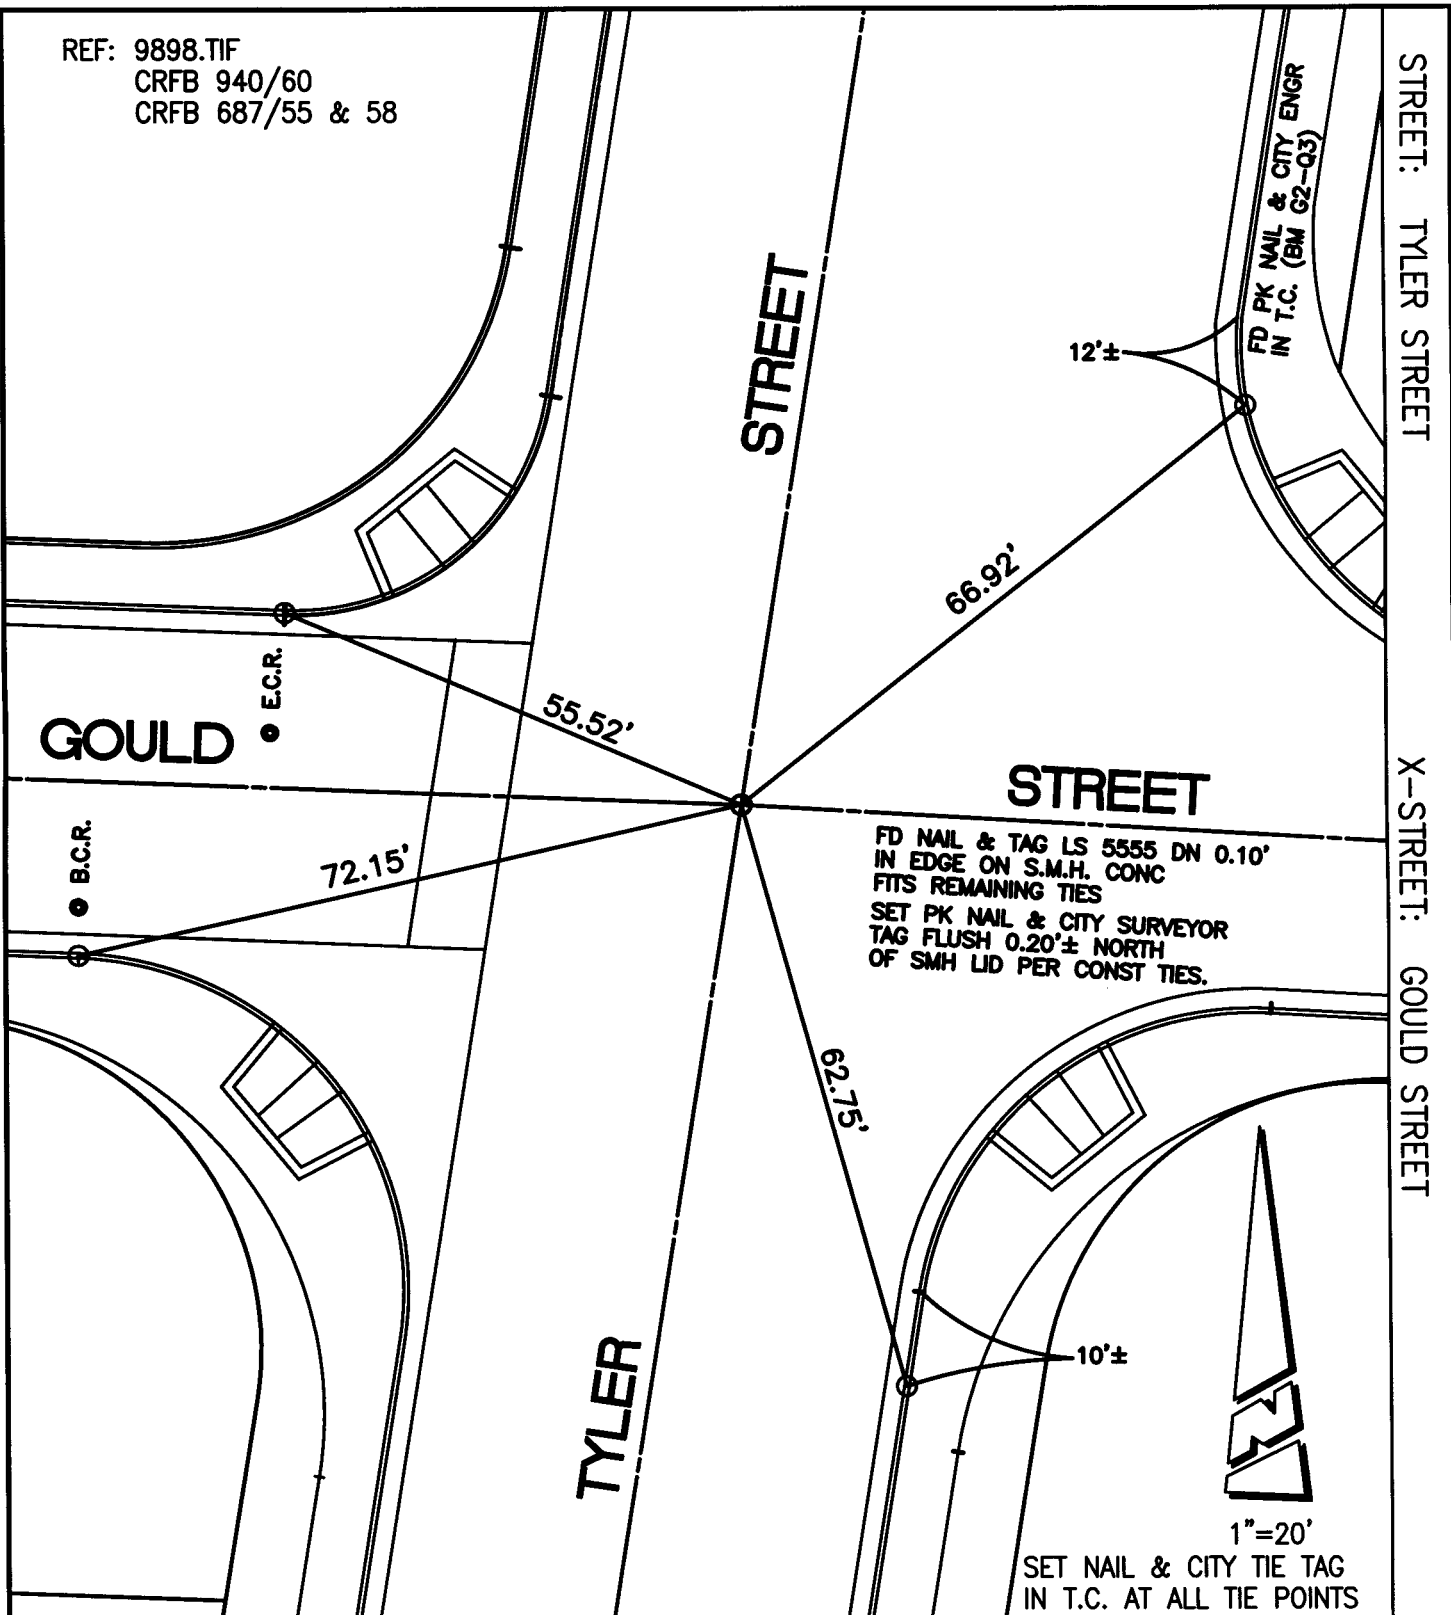 REF: 9898.TIF
CRFB 940/60
CRFB 687/55 & 58
STREET: TYLER STREET
X-STREET: GOULD STREET
FD PK NAIL & CITY ENGR
IN T.C. (BM G2-Q3)
12'±
STREET
66.92'
55.52'
E.C.R.
GOULD
STREET
B.C.R.
72.15'
FD NAIL & TAG LS 5555 DN 0.10'
IN EDGE ON S.M.H. CONC
FITS REMAINING TIES
SET PK NAIL & CITY SURVEYOR
TAG FLUSH 0.20'± NORTH
OF SMH LID PER CONST TIES.
62.75'
10'±
TYLER
N
1"=20'
SET NAIL & CITY TIE TAG
IN T.C. AT ALL TIE POINTS